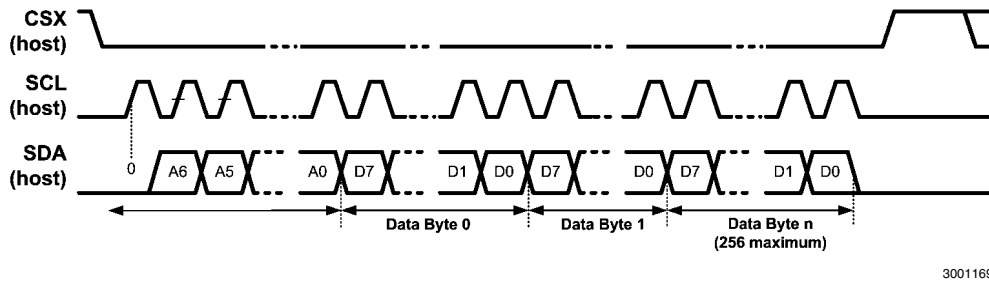 CSX
(host)
SCL
(host)
SDA
(host)
0 A6 A5 A0 D7 D1 D0 D7 D0 D7 D1 D0
Data Byte 0 Data Byte 1 Data Byte n
(256 maximum)
3001169